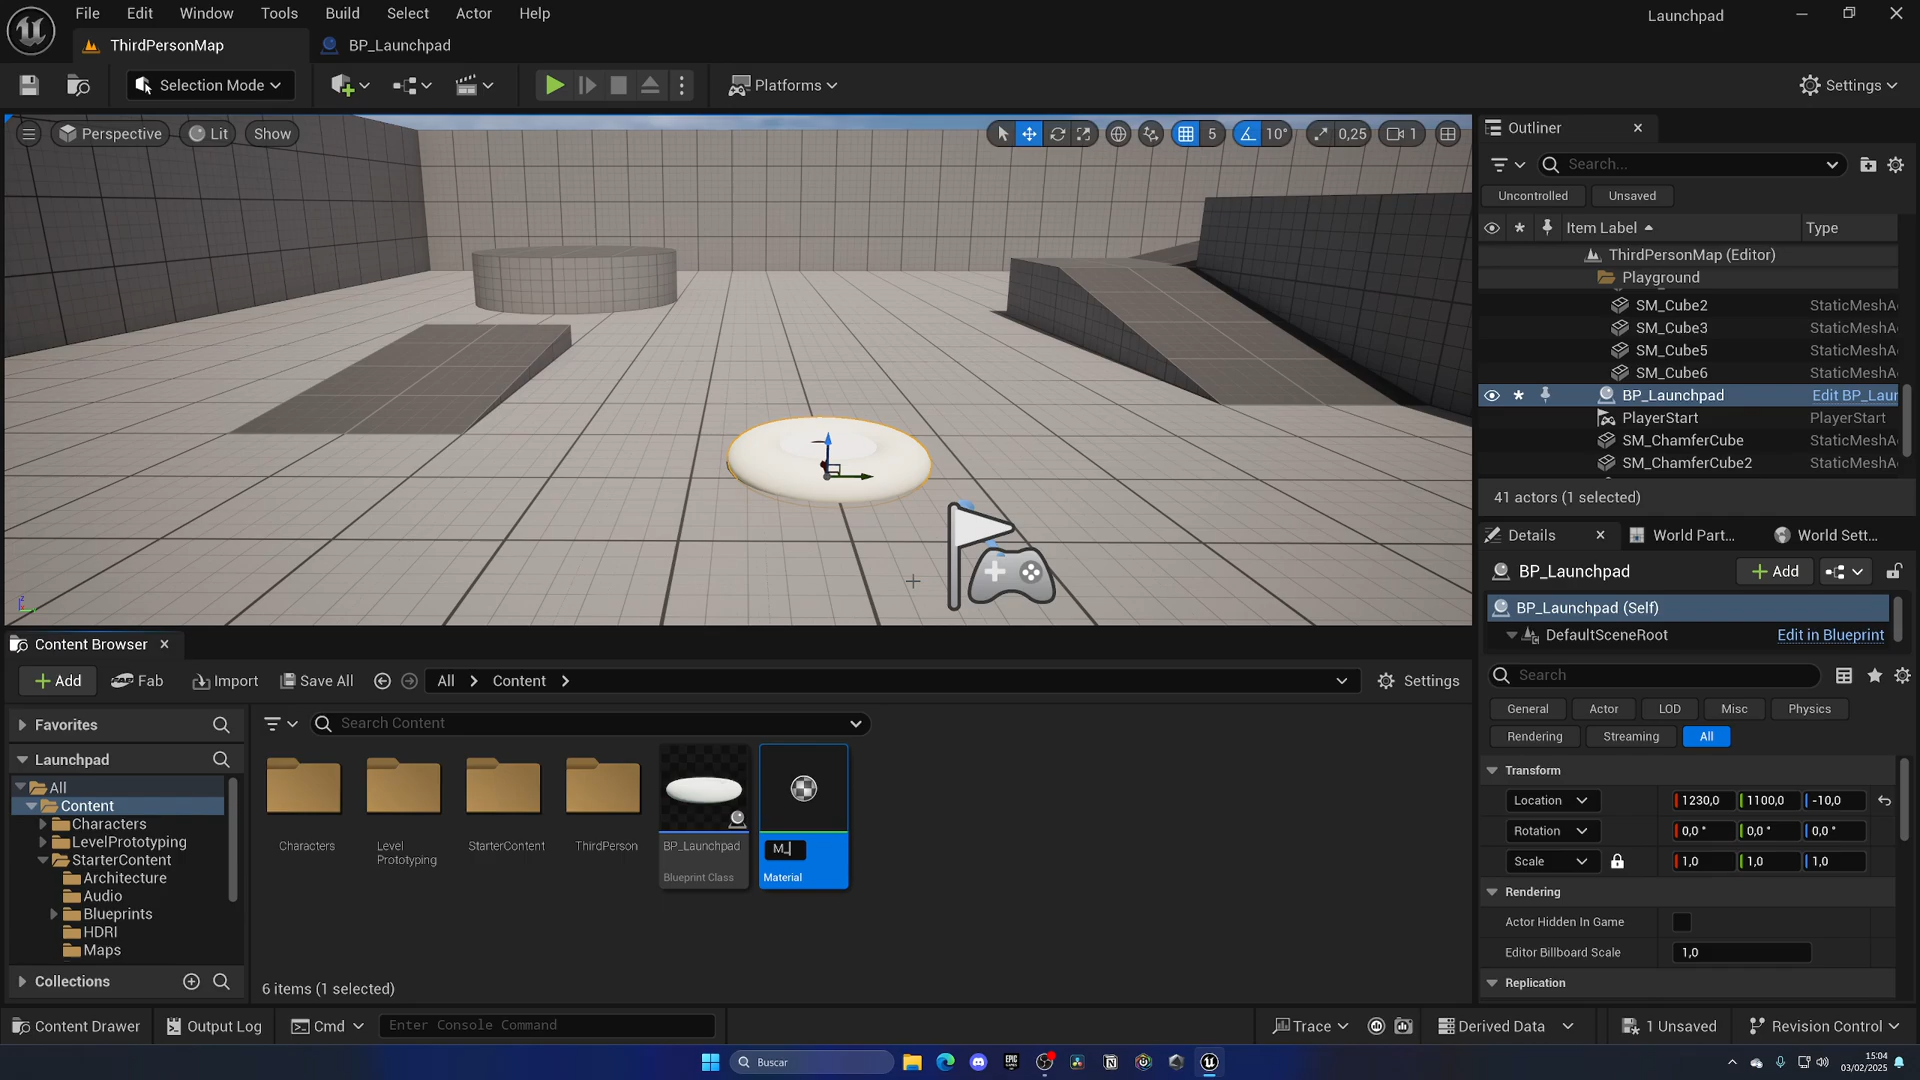 File Edit Window Tools Build Select Actor Help
Launchpad
ThirdPersonMap
BP_Launchpad
Selection Mode
Platforms
Settings
Perspective
Lit
Show
5
10°
0,25
1
Outliner
Search...
Uncontrolled
Unsaved
Item Label
Type
ThirdPersonMap (Editor)
Playground
SM_Cube2 StaticMeshA
SM_Cube3 StaticMeshA
SM_Cube5 StaticMeshA
SM_Cube6 StaticMeshA
BP_Launchpad Edit BP_Laun
PlayerStart PlayerStart
SM_ChamferCube StaticMeshA
SM_ChamferCube2 StaticMeshA
41 actors (1 selected)
Details
World Part...
World Sett...
BP_Launchpad
Add
BP_Launchpad (Self)
DefaultSceneRoot
Edit in Blueprint
Search
General Actor LOD Misc Physics
Rendering Streaming All
Transform
Location 1230,0 1100,0 -10,0
Rotation 0,0 ° 0,0 ° 0,0 °
Scale 1,0 1,0 1,0
Rendering
Actor Hidden In Game
Editor Billboard Scale 1,0
Replication
Content Browser
Add Fab Import Save All All Content Settings
Favorites
Search Content
Launchpad
All
Content
Characters
LevelPrototyping
StarterContent
Architecture
Audio
Blueprints
HDRI
Maps
Collections
Characters
Level
Prototyping
StarterContent
ThirdPerson
BP_Launchpad
Blueprint Class
M_
Material
6 items (1 selected)
Content Drawer
Output Log
Cmd
Enter Console Command
Trace
Derived Data
1 Unsaved
Revision Control
Buscar
EPIC
15:04
03/02/2025